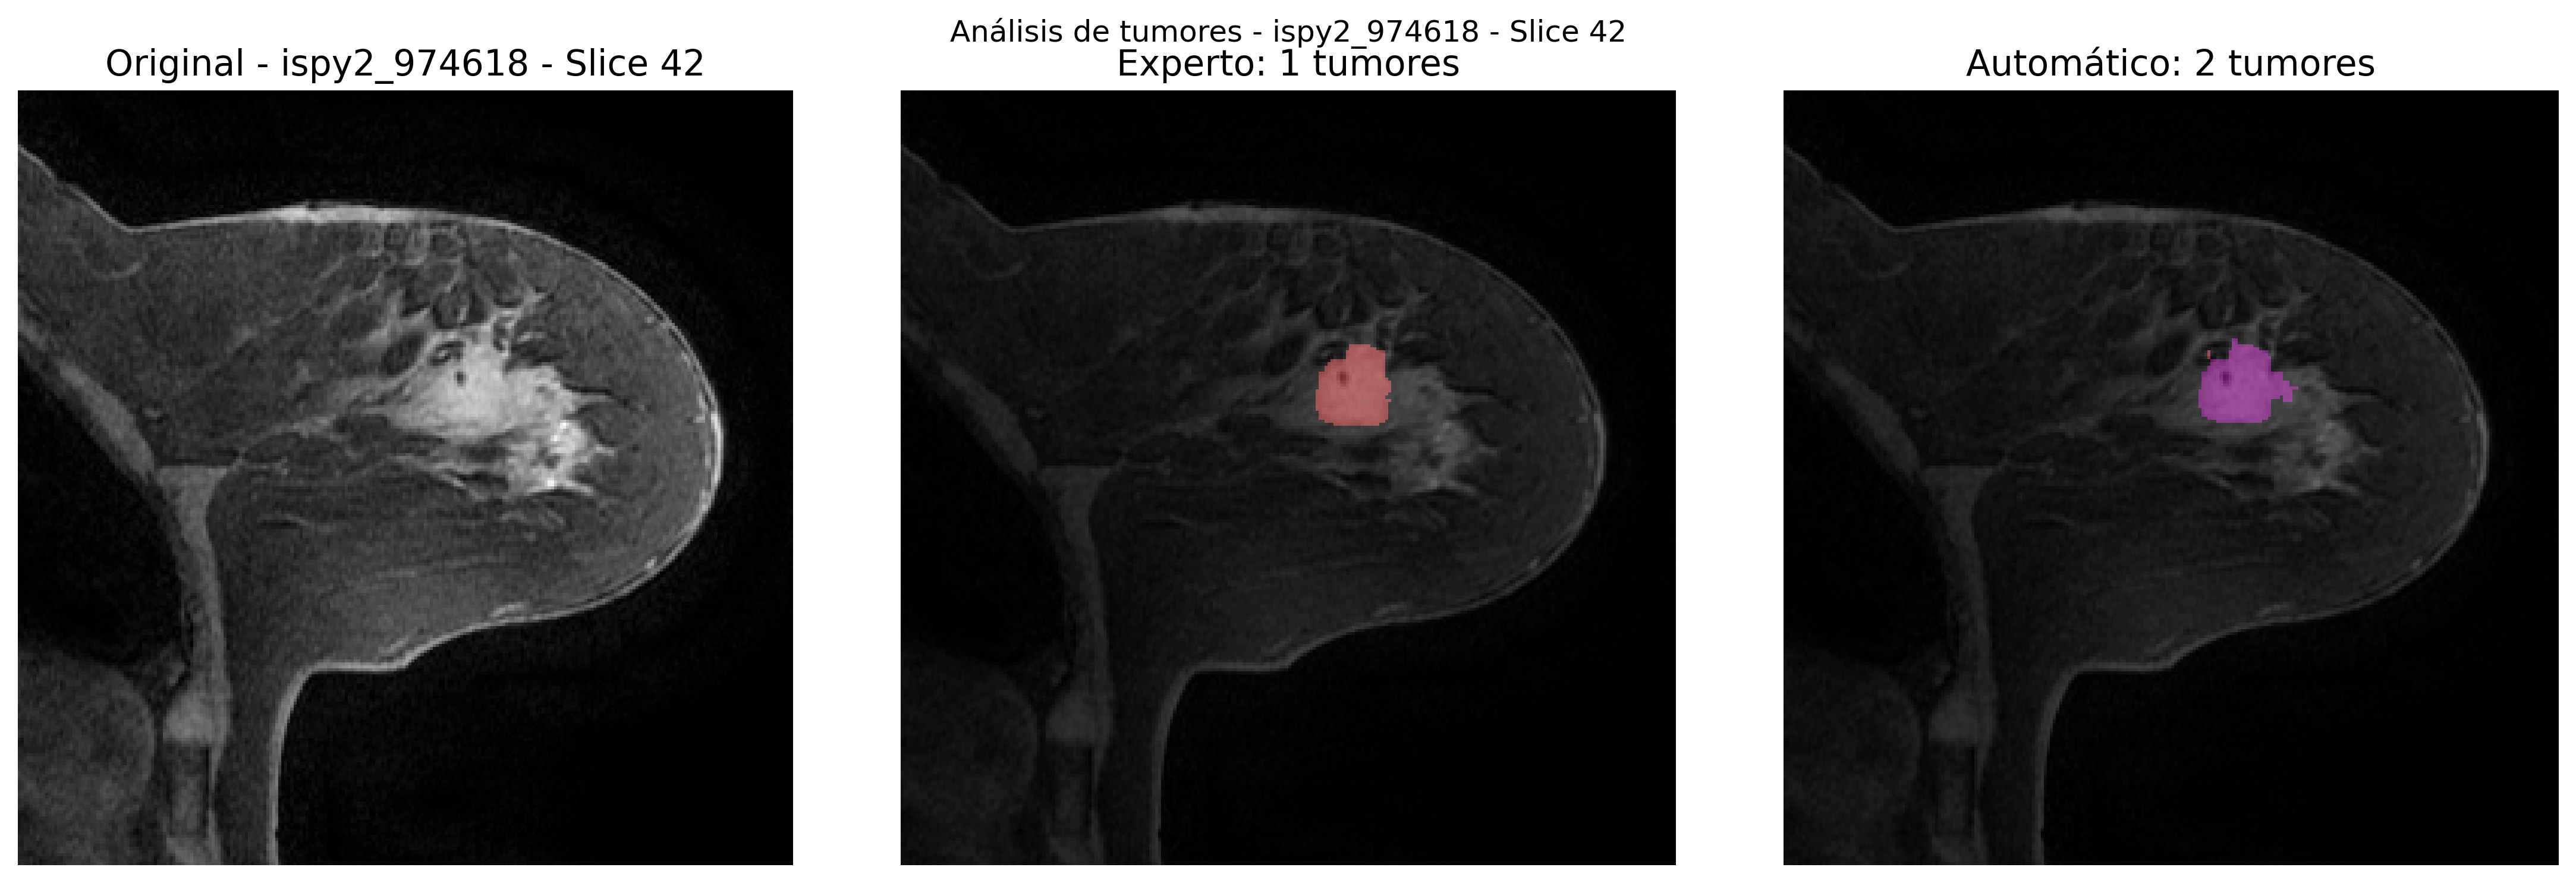 Análisis de tumores - ispy2_974618 - Slice 42
Original - ispy2_974618 - Slice 42
Experto: 1 tumores
Automático: 2 tumores